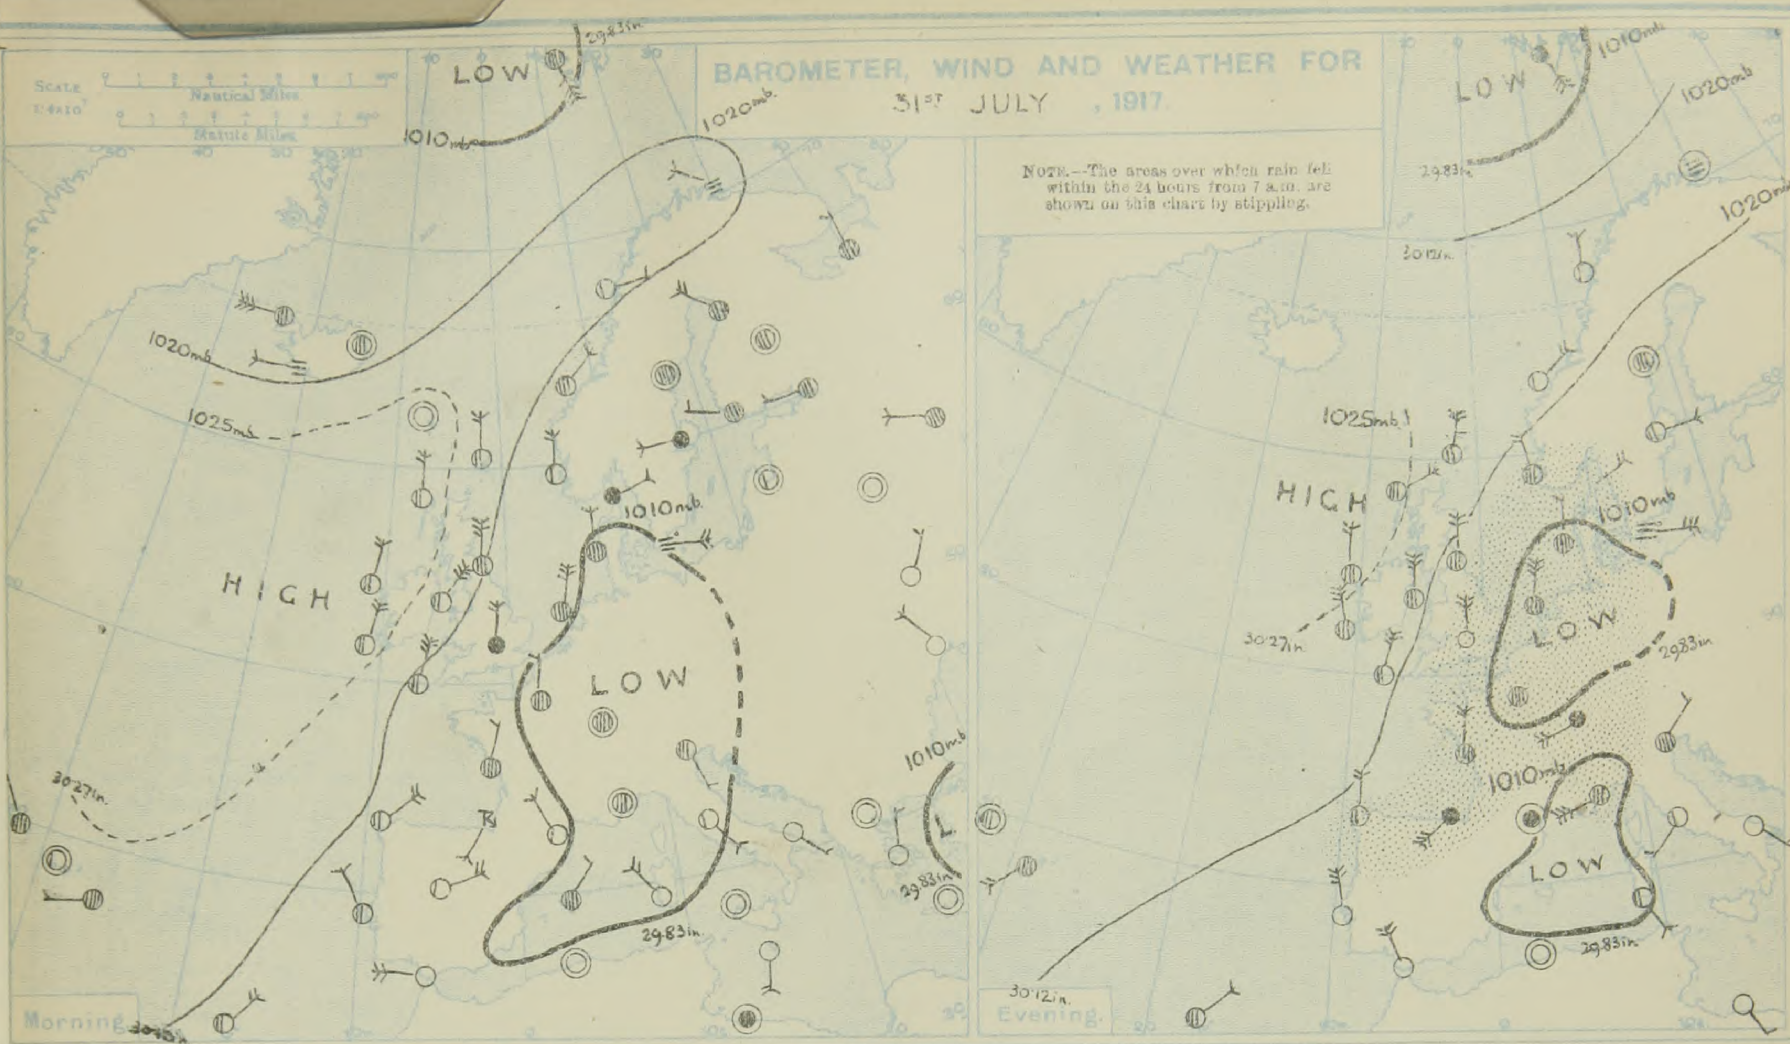 BAROMETER, WIND AND WEATHER FOR
31ST JULY, 1917.
SCALE
Nautical Miles.
Statute Miles.
LOW
29.83in.
1010mb.
1020mb.
1020mb.
1025mb.
HIGH
1010mb.
LOW
30.27in.
1010mb.
L
29.83in.
29.83in.
Morning.
NOTE.—The areas over which rain fell
within the 24 hours from 7 a.m. are
shown on this chart by stippling.
LOW
1010mb.
1020mb.
29.83in.
30.12in.
1020mb.
1025mb.
HIGH
1010mb.
30.27in.
LOW
29.83in.
1010mb.
LOW
29.83in.
30.12in.
Evening.